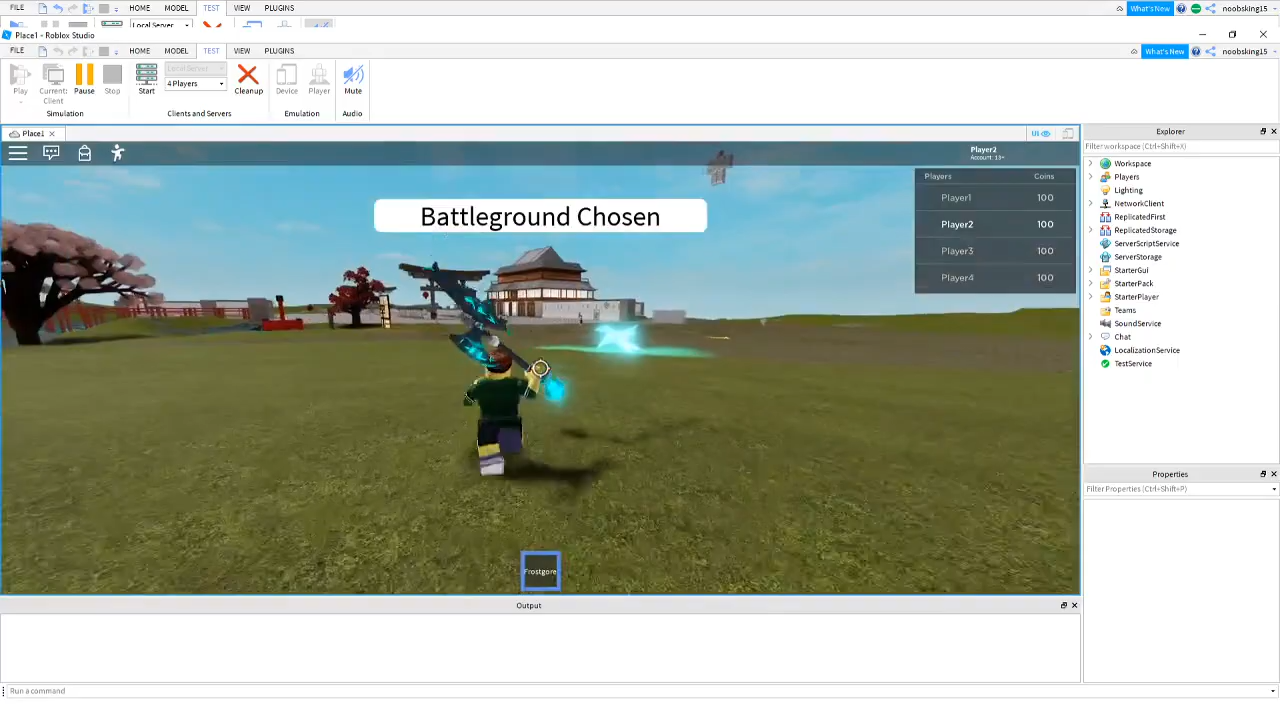 FILE HOME MODEL TEST VIEW PLUGINS What's New noobsking15
Local Server
Place1 - Roblox Studio
FILE HOME MODEL TEST VIEW PLUGINS What's New noobsking15
Play Current: Client Pause Stop Start Local Server 4 Players Cleanup Device Player Mute
Simulation Clients and Servers Emulation Audio
Place1 UI
Player2
Account: 13+
Players Coins
Player1 100
Player2 100
Player3 100
Player4 100
Battleground Chosen
Frostgore
Explorer
Filter workspace (Ctrl+Shift+X)
Workspace
Players
Lighting
NetworkClient
ReplicatedFirst
ReplicatedStorage
ServerScriptService
ServerStorage
StarterGui
StarterPack
StarterPlayer
Teams
SoundService
Chat
LocalizationService
TestService
Properties
Filter Properties (Ctrl+Shift+P)
Output
Run a command